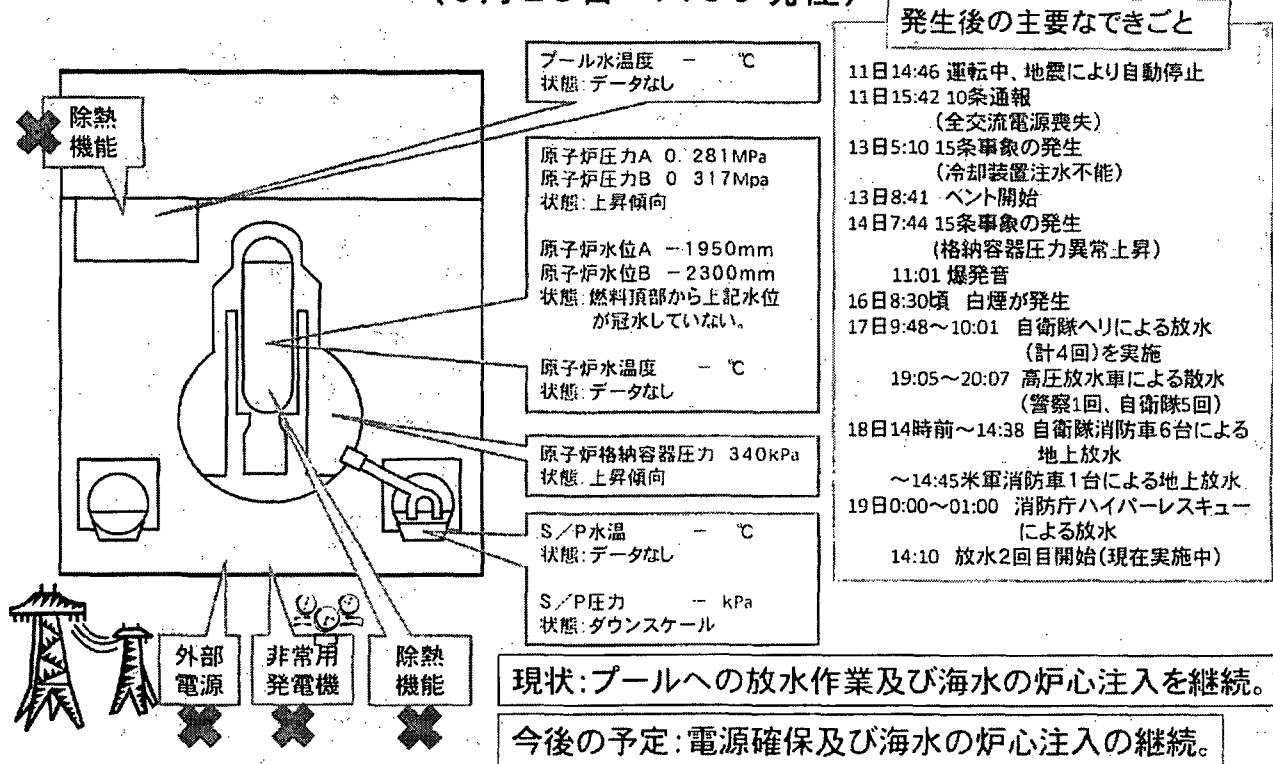 発生後の主要なできごと
プール水温度 － ℃
状態:データなし
除熱
機能
原子炉圧力A 0. 281MPa
原子炉圧力B 0 317Mpa
状態:上昇傾向
原子炉水位A －1950mm
原子炉水位B －2300mm
状態:燃料頂部から上記水位
が冠水していない。
原子炉水温度 － ℃
状態:データなし
原子炉格納容器圧力 340kPa
状態.上昇傾向
S／P水温 － ℃
状態:データなし
S／P圧力 － kPa
状態:ダウンスケール
11日14:46 運転中、地震により自動停止
11日15:42 10条通報
(全交流電源喪失)
13日5:10 15条事象の発生
(冷却装置注水不能)
13日8:41 ベント開始
14日7:44 15条事象の発生
(格納容器圧力異常上昇)
11:01 爆発音
16日8:30頃 白煙が発生
17日9:48～10:01 自衛隊ヘリによる放水
(計4回)を実施
19:05～20:07 高圧放水車による散水
(警察1回、自衛隊5回)
18日14時前～14:38 自衛隊消防車6台による
地上放水
～14:45米軍消防車1台による地上放水
19日0:00～01:00 消防庁ハイパーレスキュー
による放水
14:10 放水2回目開始(現在実施中)
外部
電源
非常用
発電機
除熱
機能
現状:プールへの放水作業及び海水の炉心注入を継続。
今後の予定:電源確保及び海水の炉心注入の継続。